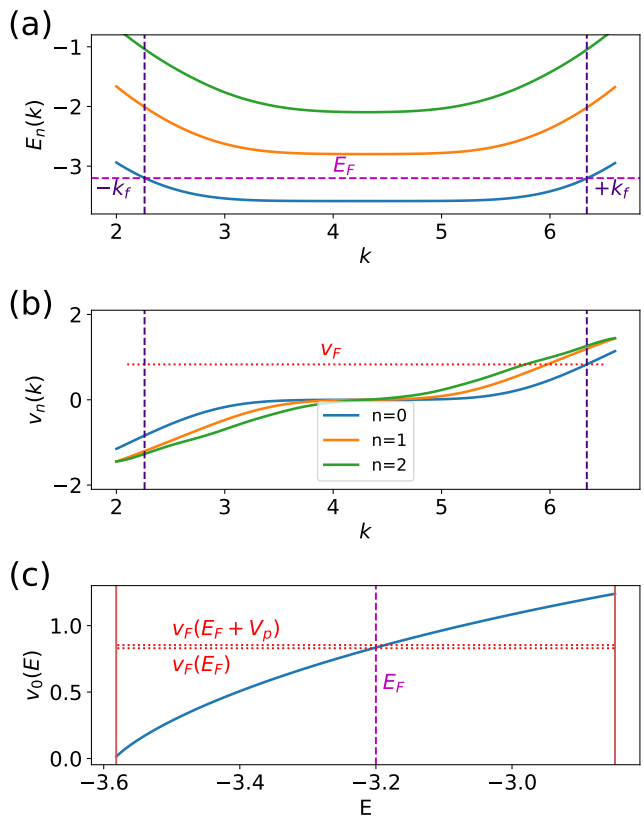 (a)
E_n(k)
−1
−2
−3
E_F
−k_f
+k_f
2 3 4 5 6
k
(b)
v_n(k)
2
0
−2
v_F
n=0
n=1
n=2
2 3 4 5 6
k
(c)
v_0(E)
1.0
0.5
0.0
v_F(E_F + V_p)
v_F(E_F)
E_F
−3.6 −3.4 −3.2 −3.0
E